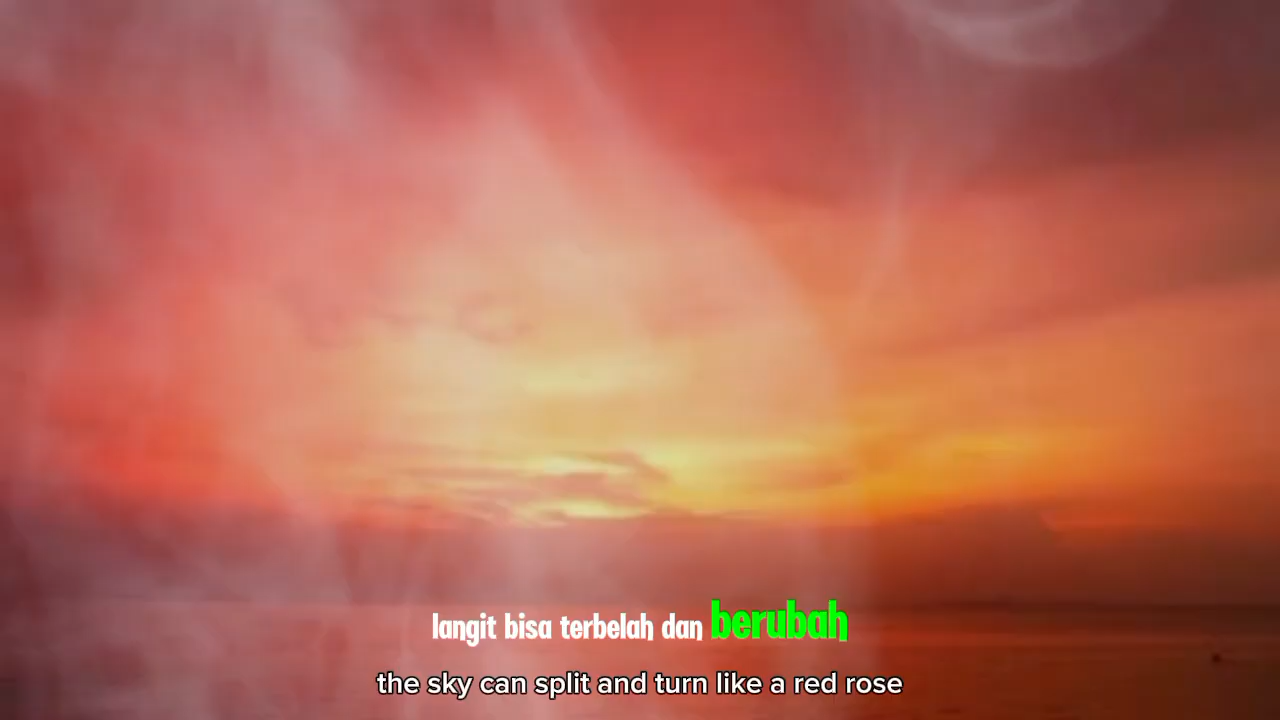 langit bisa terbelah dan berubah
the sky can split and turn like a red rose